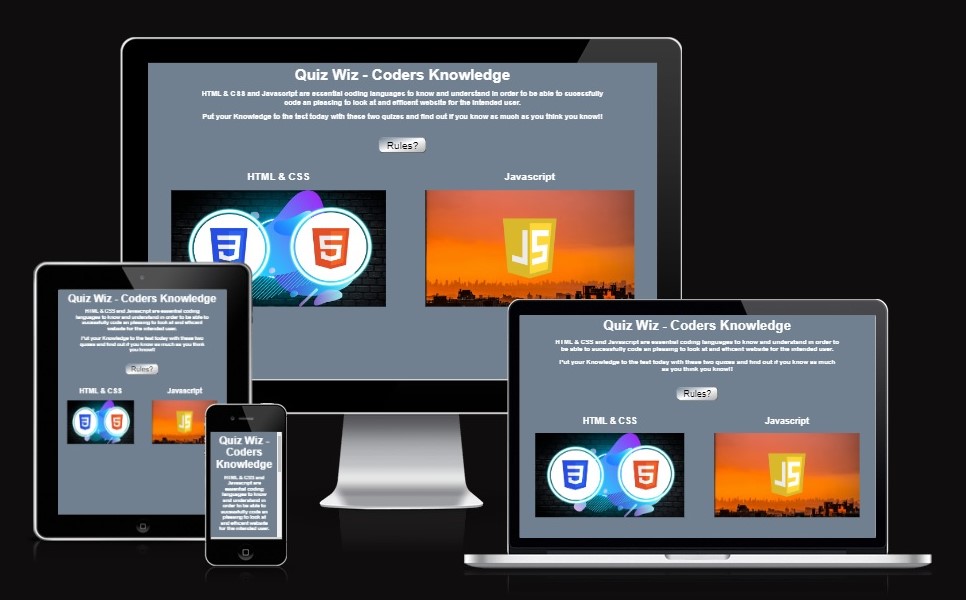 Quiz Wiz - Coders Knowledge
HTML & CSS and Javascript are essential coding languages to know and understand in order to be able to sucessfully
code an pleasing to look at and efficent website for the intended user.
Put your Knowledge to the test today with these two quizes and find out if you know as much as you think you know!!
Rules?
HTML & CSS
Javascript
JS
Quiz Wiz - Coders Knowledge
HTML & CSS and Javascript are essential coding
languages to know and understand in order to be able to
sucessfully code an pleasing to look at and efficent
website for the intended user.
Put your Knowledge to the test today with these two
quizes and find out if you know as much as you think
you know!!
Rules?
HTML & CSS
Javascript
JS
Quiz Wiz -
Coders
Knowledge
HTML & CSS and
Javascript are
essential coding
languages to know
and understand in
order to be able to
sucessfully code an
pleasing to look at
and efficent website
for the intended user.
Quiz Wiz - Coders Knowledge
HTML & CSS and Javascript are essential coding languages to know and understand in order to
be able to sucessfully code an pleasing to look at and efficent website for the intended user.
Put your Knowledge to the test today with these two quizes and find out if you know as much
as you think you know!!
Rules?
HTML & CSS
Javascript
JS